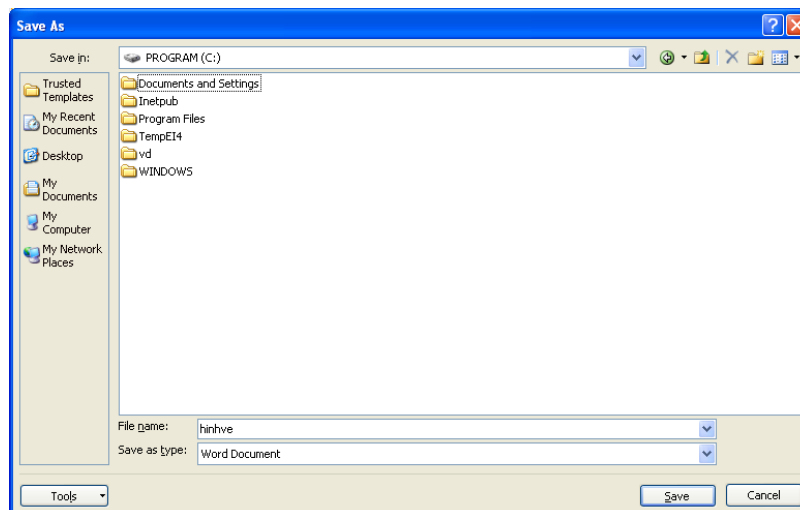 Save As
Save in:
PROGRAM (C:)
Trusted
Templates
My Recent
Documents
Desktop
My
Documents
My
Computer
My Network
Places
Documents and Settings
Inetpub
Program Files
TempEI4
vd
WINDOWS
File name:
hinhve
Save as type:
Word Document
Tools
Save
Cancel